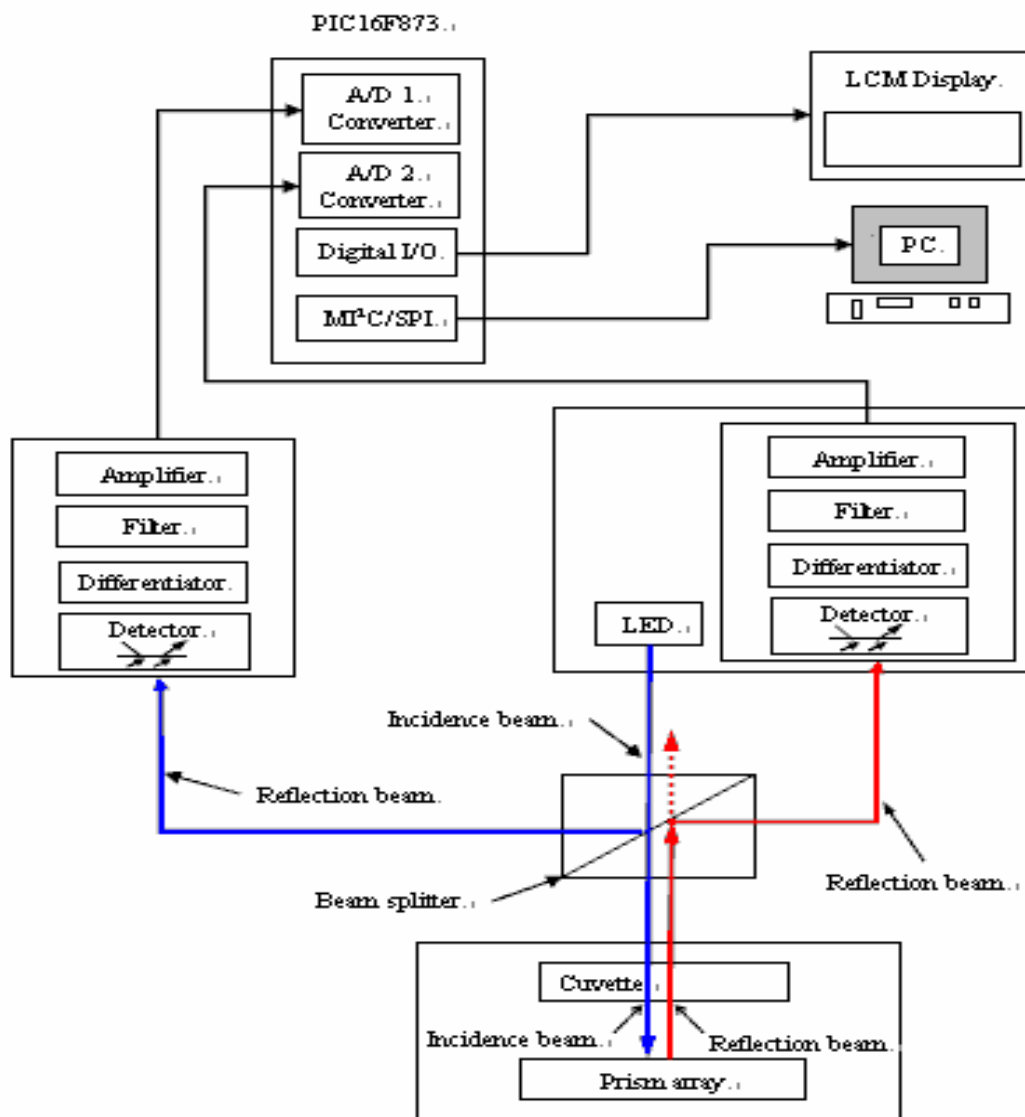 PIC16F873.
A/D 1.
Converter.
A/D 2.
Converter.
Digital I/O.
MI²C/SPI.
LCM Display.
PC.
Amplifier.
Filter.
Differentiator.
Detector.
LED.
Amplifier.
Filter.
Differentiator.
Detector.
Incidence beam.
Reflection beam.
Beam splitter.
Reflection beam.
Cuvette
Incidence beam.
Reflection beam.
Prism array.